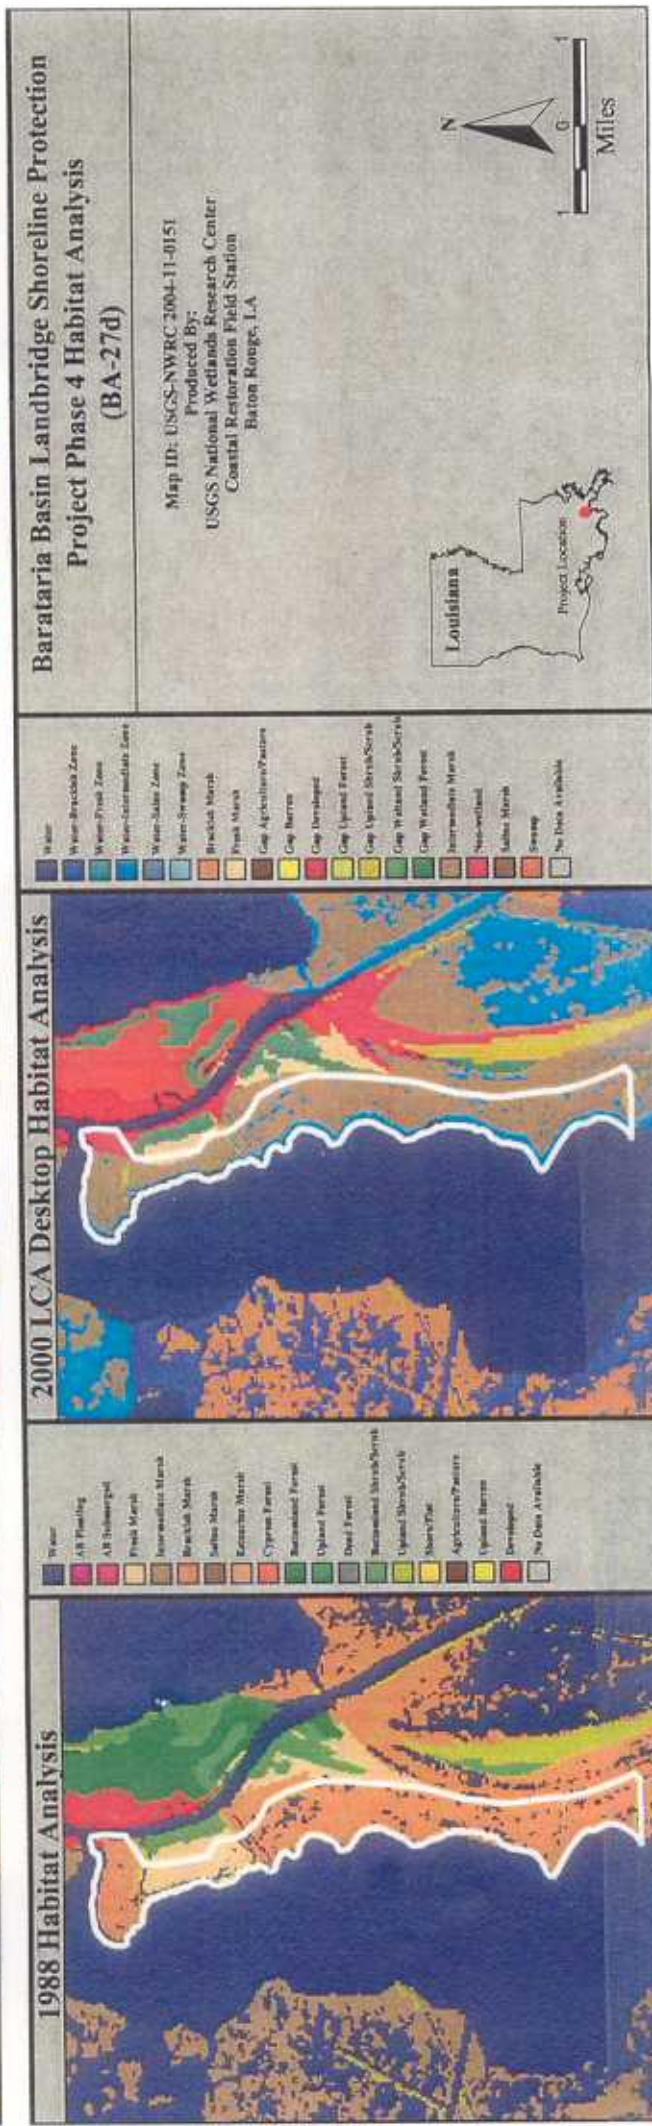 1988 Habitat Analysis
Water
AB Floating
AB Submerged
Fresh Marsh
Intermediate Marsh
Brackish Marsh
Saline Marsh
Estuarine Marsh
Cypress Forest
Bottomland Forest
Upland Forest
Dead Forest
Bottomland Shrub/Scrub
Upland Shrub/Scrub
Shore/Flat
Agriculture/Pasture
Upland Barren
Developed
No Data Available
2000 LCA Desktop Habitat Analysis
Water
Water-Brackish Zone
Water-Fresh Zone
Water-Intermediate Zone
Water-Saline Zone
Water-Swamp Zone
Brackish Marsh
Fresh Marsh
Gap Agriculture/Pasture
Gap Barren
Gap Developed
Gap Upland Forest
Gap Upland Shrub/Scrub
Gap Wetland Shrub/Scrub
Gap Wetland Forest
Intermediate Marsh
Non-wetland
Saline Marsh
Swamp
No Data Available
Barataria Basin Landbridge Shoreline Protection
Project Phase 4 Habitat Analysis
(BA-27d)
Map ID: USGS-NWRC 2004-11-0151
Produced By:
USGS National Wetlands Research Center
Coastal Restoration Field Station
Baton Rouge, LA
Louisiana
Project Location
N
1 0 1
Miles